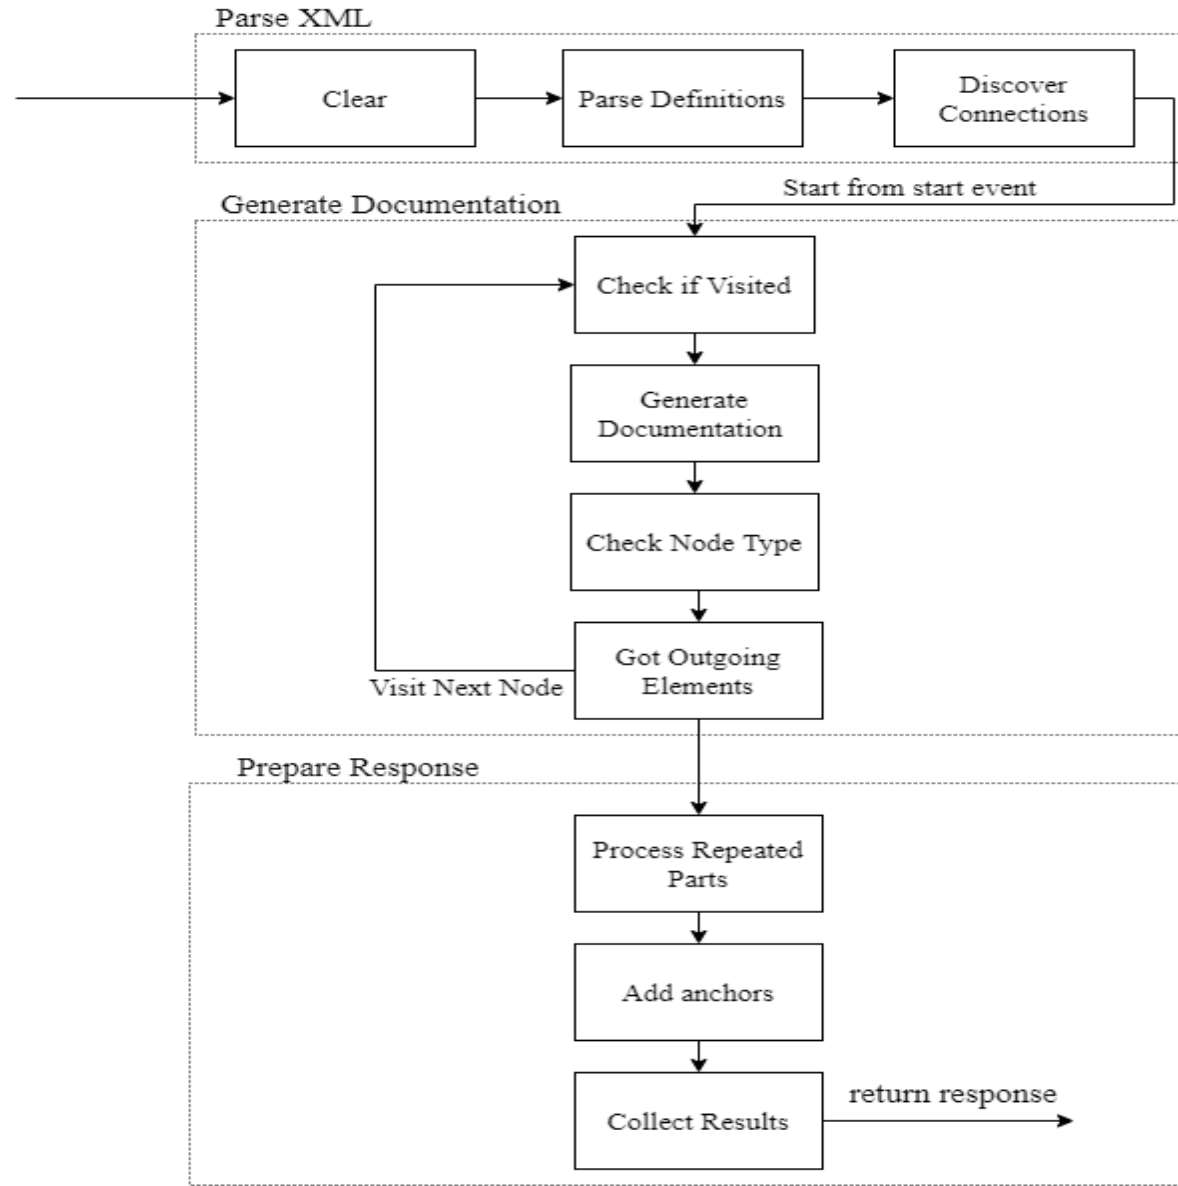 Parse XML
Clear
Parse Definitions
Discover
Connections
Start from start event
Generate Documentation
Check if Visited
Generate
Documentation
Check Node Type
Got Outgoing
Elements
Visit Next Node
Prepare Response
Process Repeated
Parts
Add anchors
Collect Results
return response